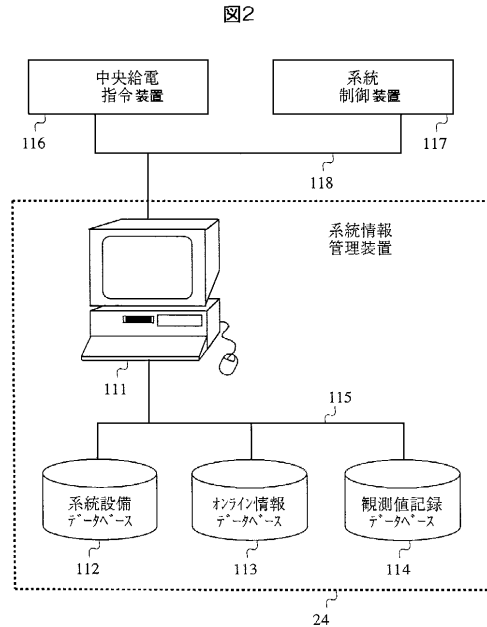 図2
中央給電
指令装置
系統
制御装置
116
117
118
系統情報
管理装置
111
115
系統設備
データベース
オンライン情報
データベース
観測値記録
データベース
112
113
114
24